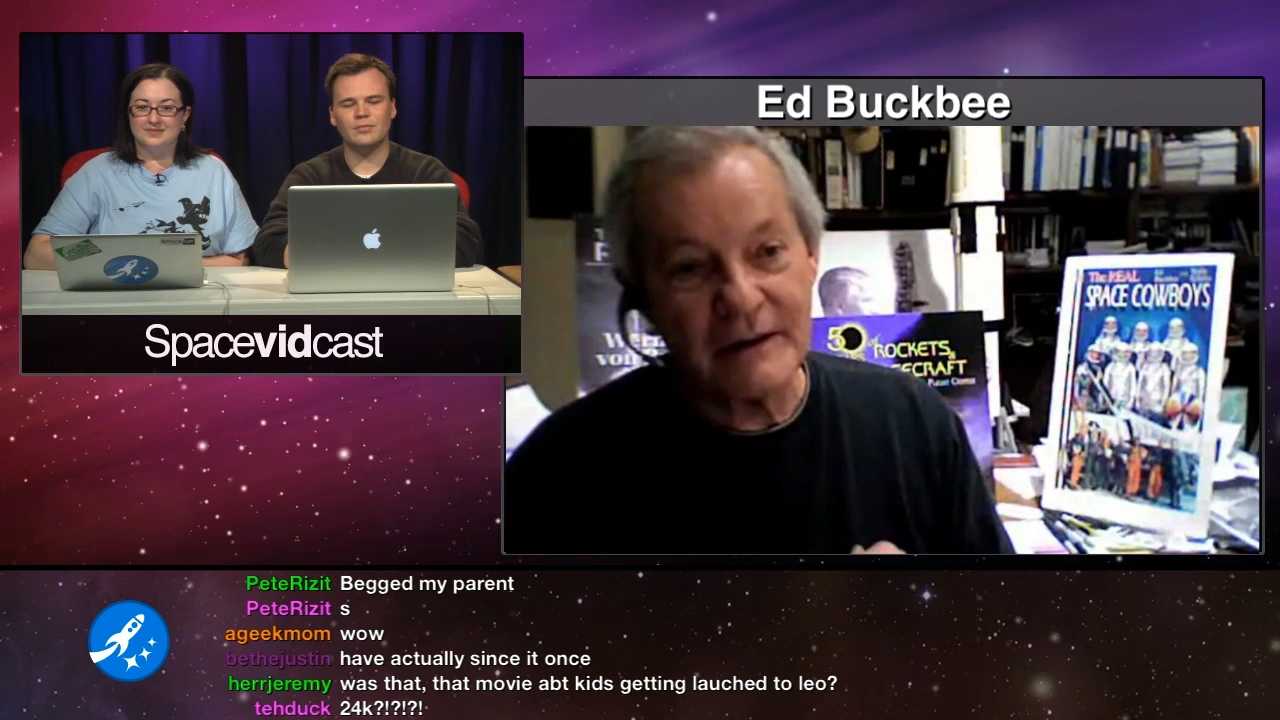 Ed Buckbee
The REAL
SPACE COWBOYS
50
of ROCKETS,
Spacevidcast
PeteRizit Begged my parent
PeteRizit s
ageekmom wow
bethejustin have actually since it once
herrjeremy was that, that movie abt kids getting lauched to leo?
tehduck 24k?!?!?!